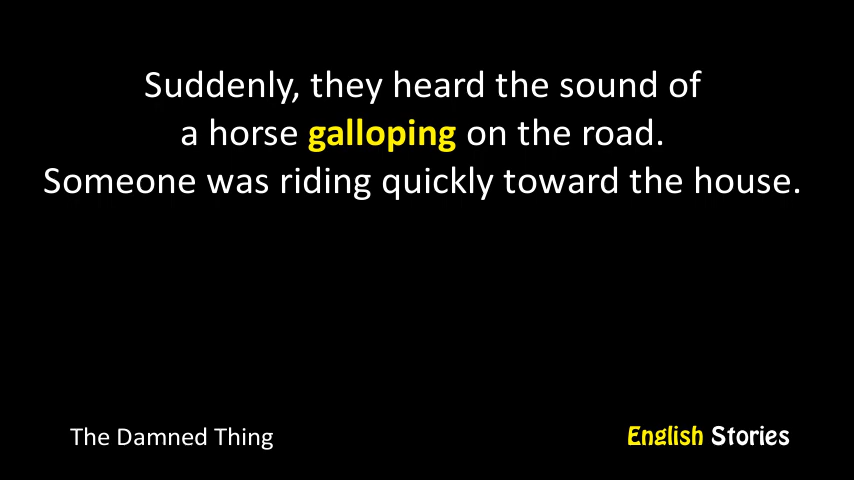 Suddenly, they heard the sound of
a horse galloping on the road.
Someone was riding quickly toward the house.
The Damned Thing
English Stories